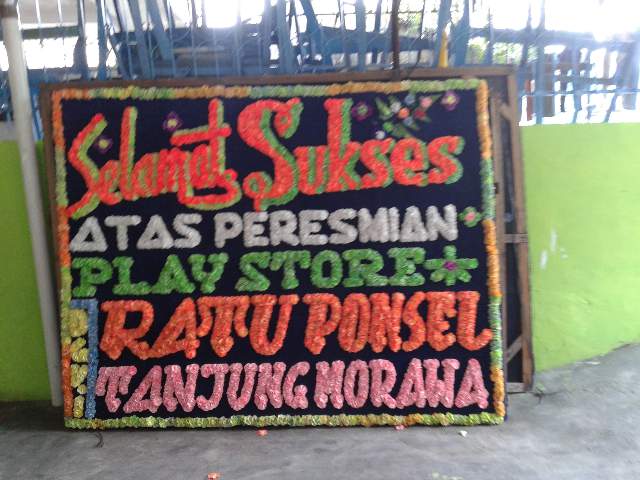 Selamat Sukses
ATAS PERESMIAN
PLAY STORE
RATU PONSEL
TANJUNG MORAWA